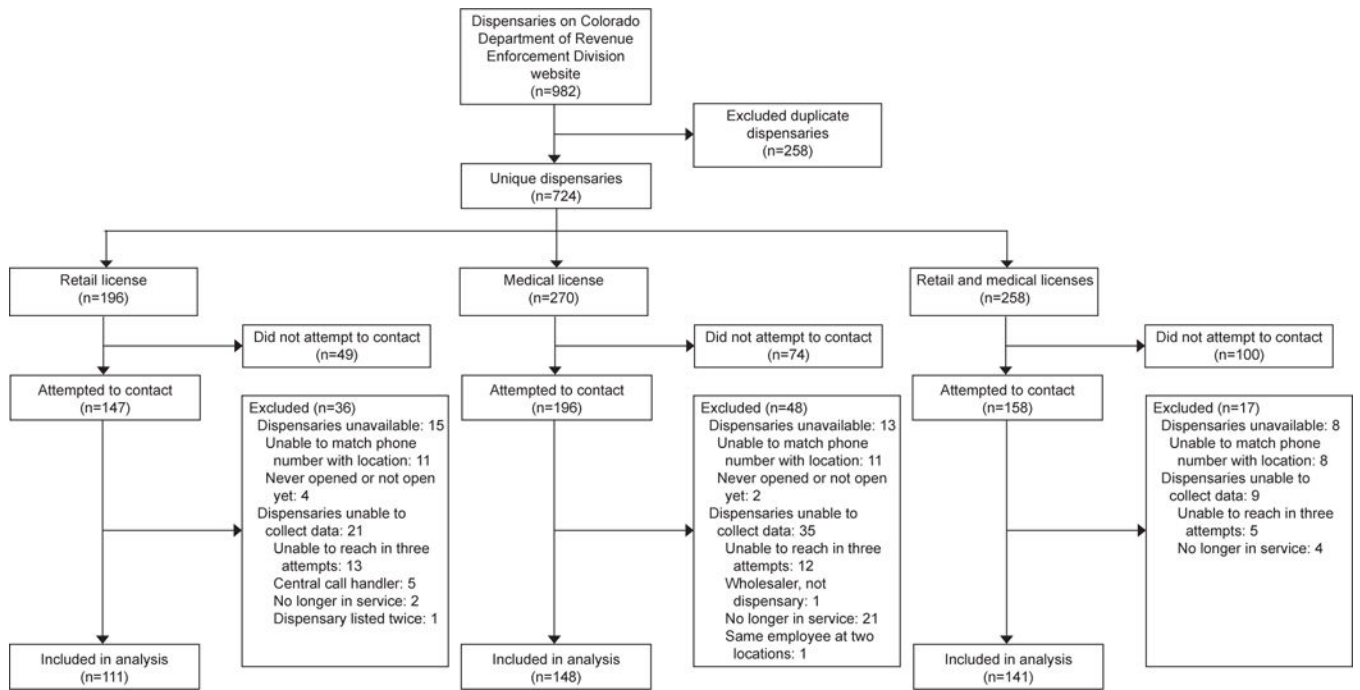 Dispensaries on Colorado
Department of Revenue
Enforcement Division
website
(n=982)
Excluded duplicate
dispensaries
(n=258)
Unique dispensaries
(n=724)
Retail license
(n=196)
Medical license
(n=270)
Retail and medical licenses
(n=258)
Did not attempt to contact
(n=49)
Did not attempt to contact
(n=74)
Did not attempt to contact
(n=100)
Attempted to contact
(n=147)
Attempted to contact
(n=196)
Attempted to contact
(n=158)
Excluded (n=36)
Dispensaries unavailable: 15
Unable to match phone
number with location: 11
Never opened or not open
yet: 4
Dispensaries unable to
collect data: 21
Unable to reach in three
attempts: 13
Central call handler: 5
No longer in service: 2
Dispensary listed twice: 1
Excluded (n=48)
Dispensaries unavailable: 13
Unable to match phone
number with location: 11
Never opened or not open
yet: 2
Dispensaries unable to
collect data: 35
Unable to reach in three
attempts: 12
Wholesaler, not
dispensary: 1
No longer in service: 21
Same employee at two
locations: 1
Excluded (n=17)
Dispensaries unavailable: 8
Unable to match phone
number with location: 8
Dispensaries unable to
collect data: 9
Unable to reach in three
attempts: 5
No longer in service: 4
Included in analysis
(n=111)
Included in analysis
(n=148)
Included in analysis
(n=141)